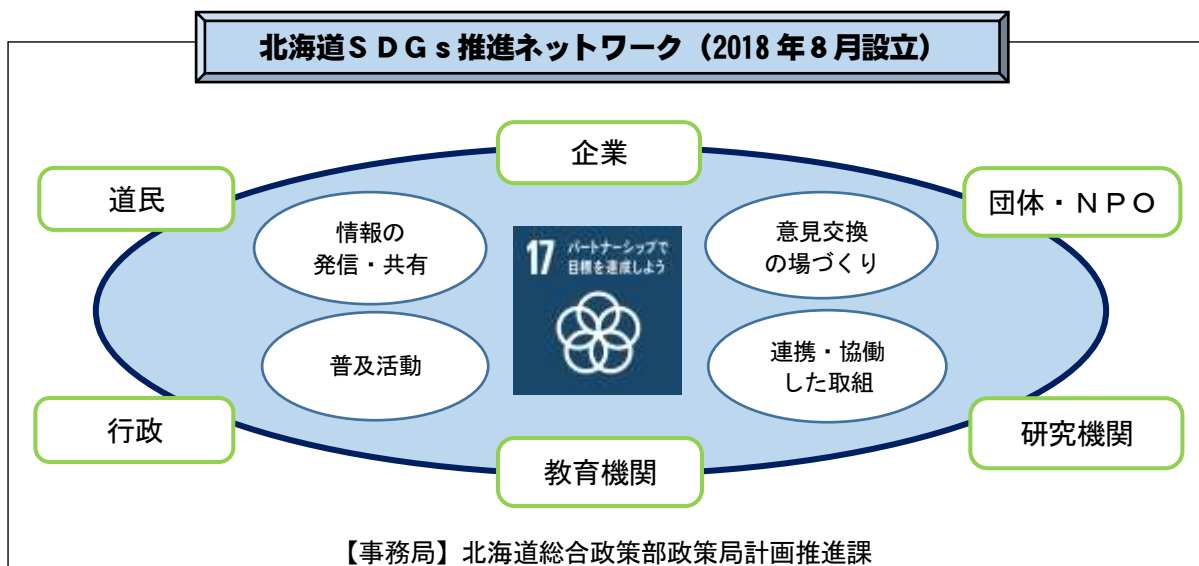 北海道ＳＤＧｓ推進ネットワーク（2018年８月設立）
企業
道民
団体・ＮＰＯ
情報の
発信・共有
17 パートナーシップで
目標を達成しよう
意見交換
の場づくり
普及活動
連携・協働
した取組
行政
研究機関
教育機関
【事務局】北海道総合政策部政策局計画推進課